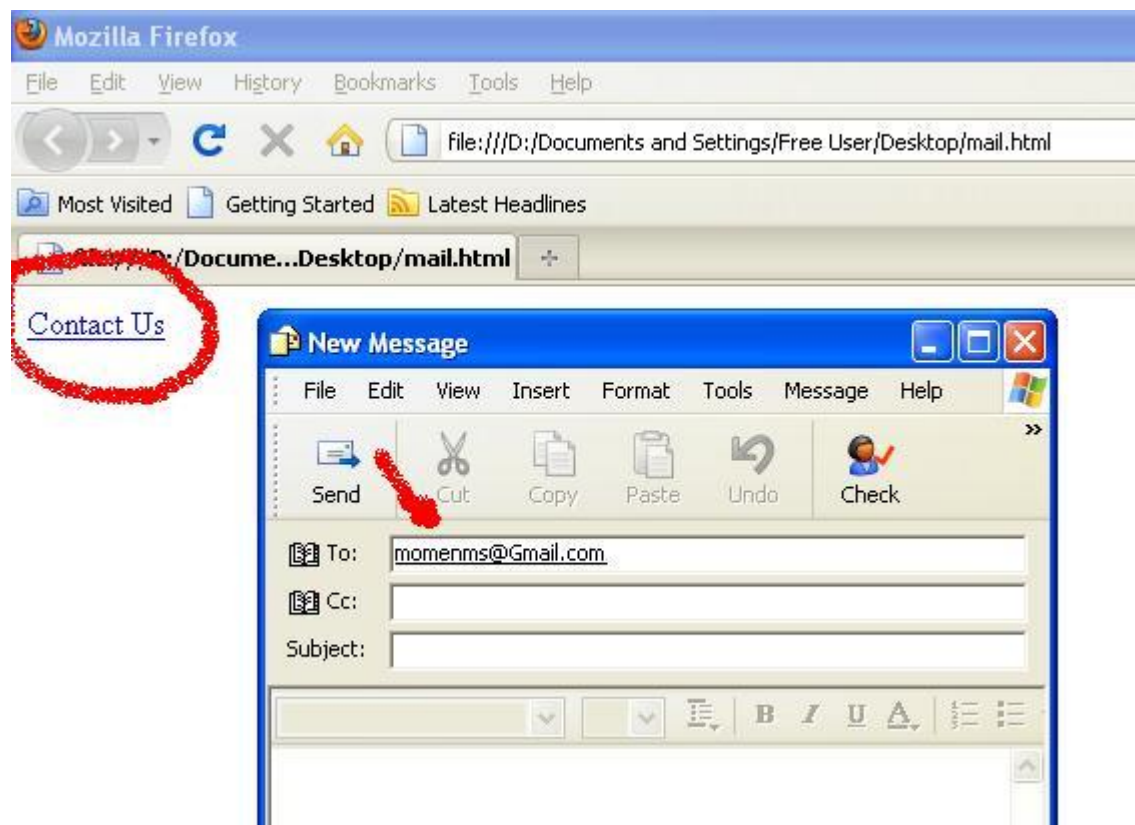 Mozilla Firefox
File Edit View History Bookmarks Tools Help
file:///D:/Documents and Settings/Free User/Desktop/mail.html
Most Visited Getting Started Latest Headlines
/Docume...Desktop/mail.html
Contact Us
New Message
File Edit View Insert Format Tools Message Help
Send Cut Copy Paste Undo Check
To: momenms@Gmail.com
Cc:
Subject:
B I U A